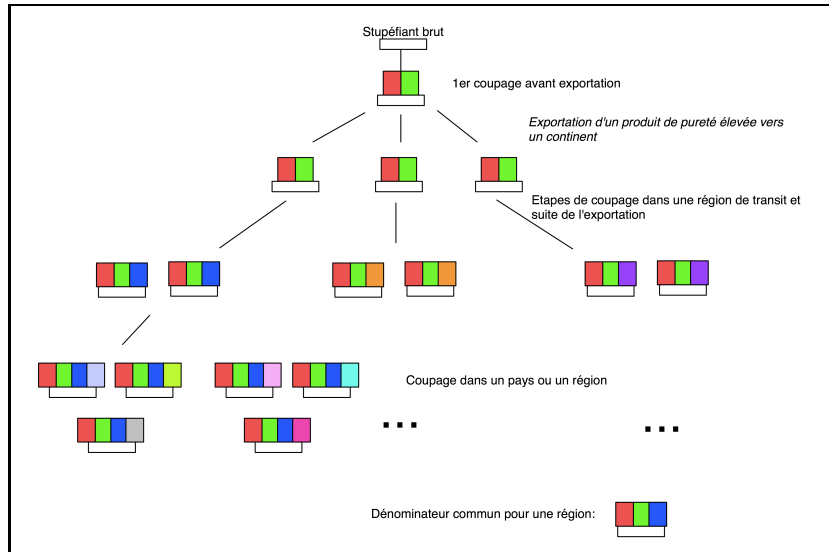 Stupéfiant brut
1er coupage avant exportation
Exportation d'un produit de pureté élevée vers
un continent
Etapes de coupage dans une région de transit et
suite de l'exportation
Coupage dans un pays ou un région
Dénominateur commun pour une région: